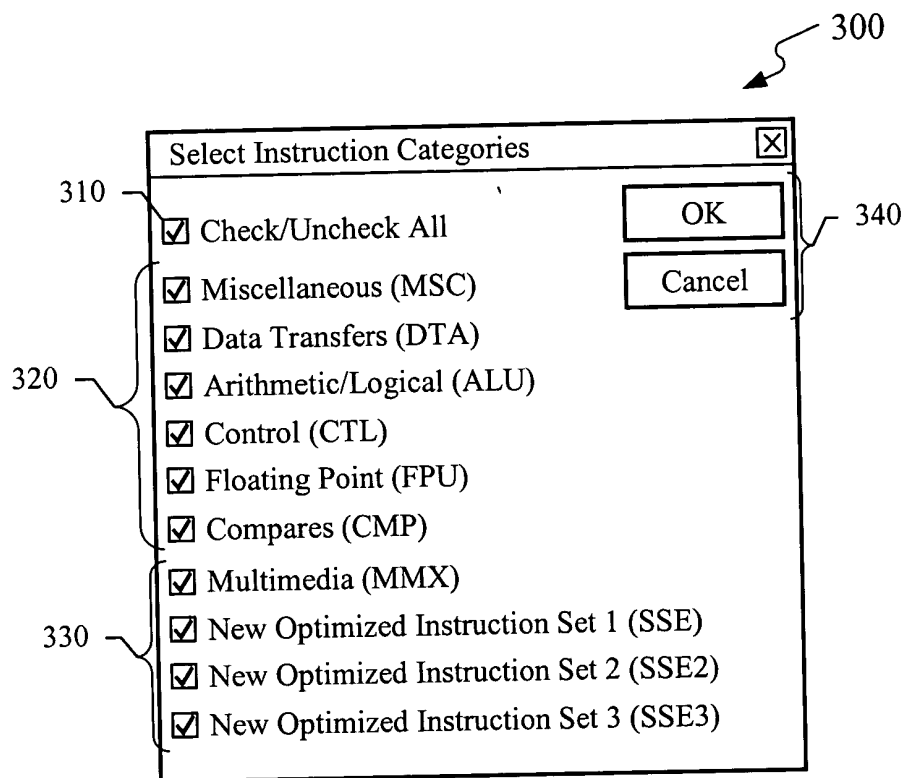 300
Select Instruction Categories
310
Check/Uncheck All
OK
340
Miscellaneous (MSC)
Cancel
Data Transfers (DTA)
320
Arithmetic/Logical (ALU)
Control (CTL)
Floating Point (FPU)
Compares (CMP)
Multimedia (MMX)
330
New Optimized Instruction Set 1 (SSE)
New Optimized Instruction Set 2 (SSE2)
New Optimized Instruction Set 3 (SSE3)